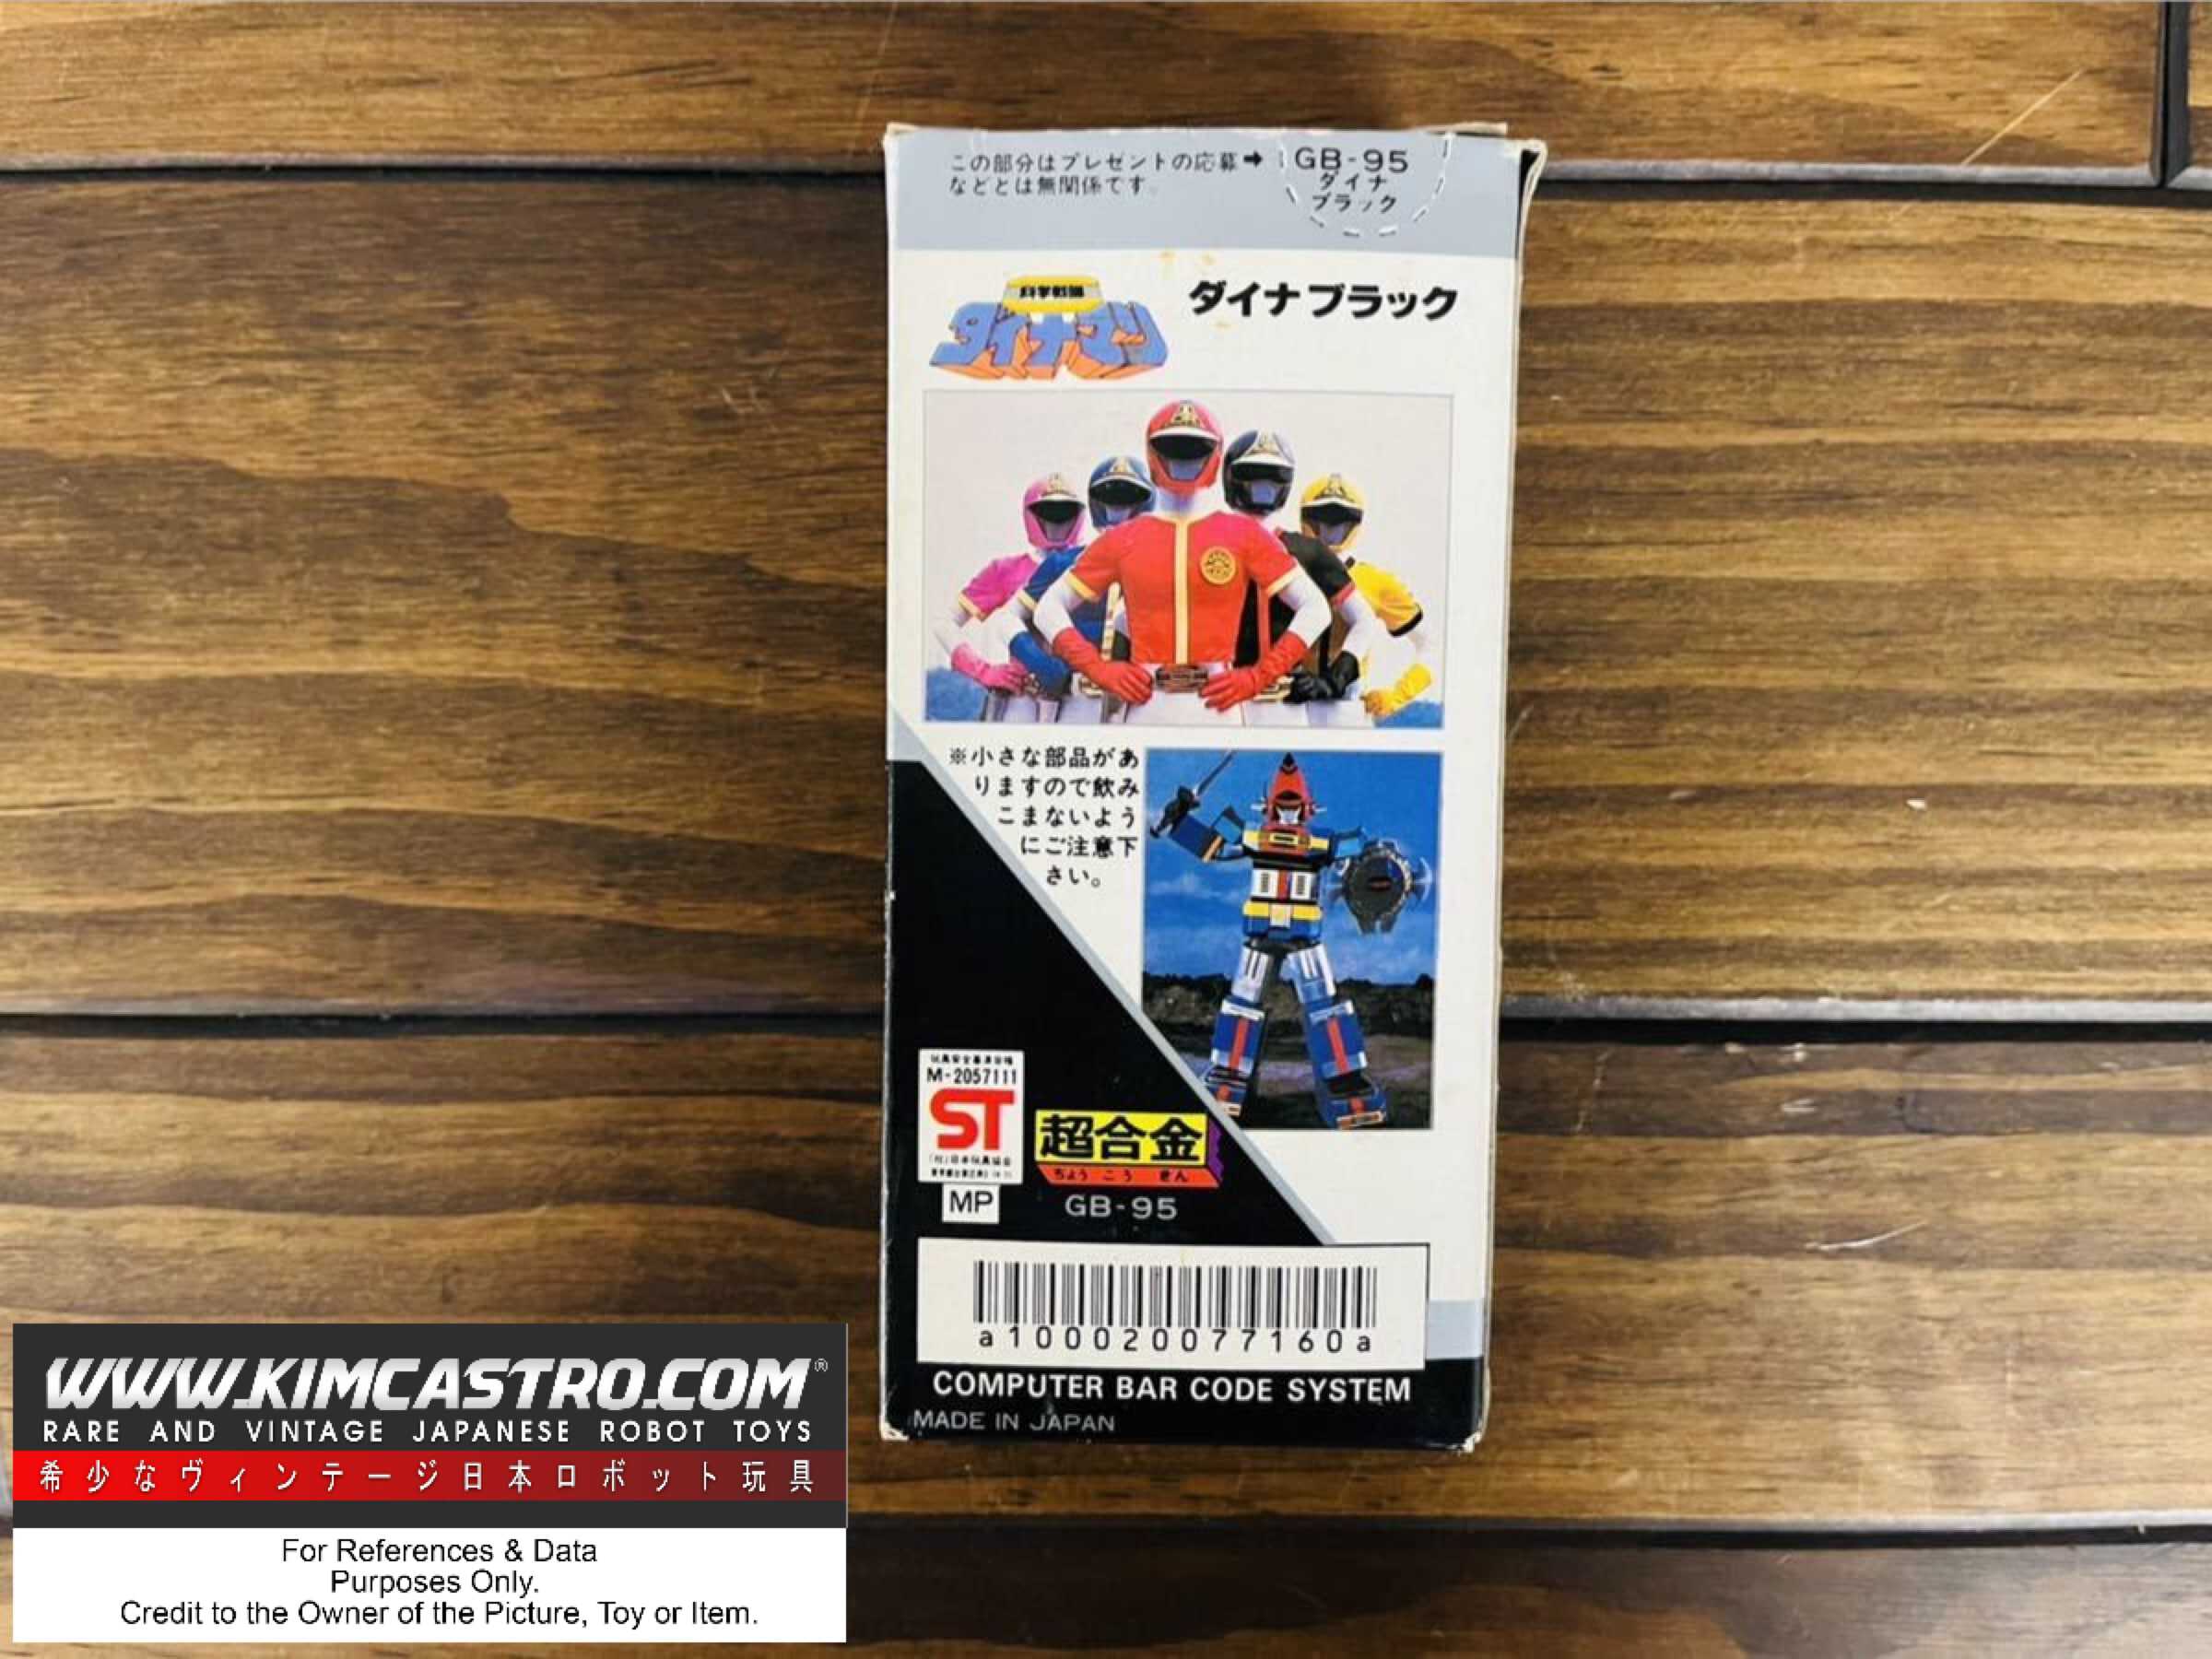 この部分はプレゼントの応募➡
などとは無関係です。
GB-95
ダイナ
ブラック
科学戦隊
ダイナマン
ダイナブラック
※小さな部品があ
りますので飲み
こまないよう
にご注意下
さい。
M-2057111
ST
MP
超合金
ちょうごうきん
GB-95
a100020077160a
COMPUTER BAR CODE SYSTEM
MADE IN JAPAN
WWW.KIMCASTRO.COM®
RARE AND VINTAGE JAPANESE ROBOT TOYS
希少なヴィンテージ日本ロボット玩具
For References & Data
Purposes Only.
Credit to the Owner of the Picture, Toy or Item.